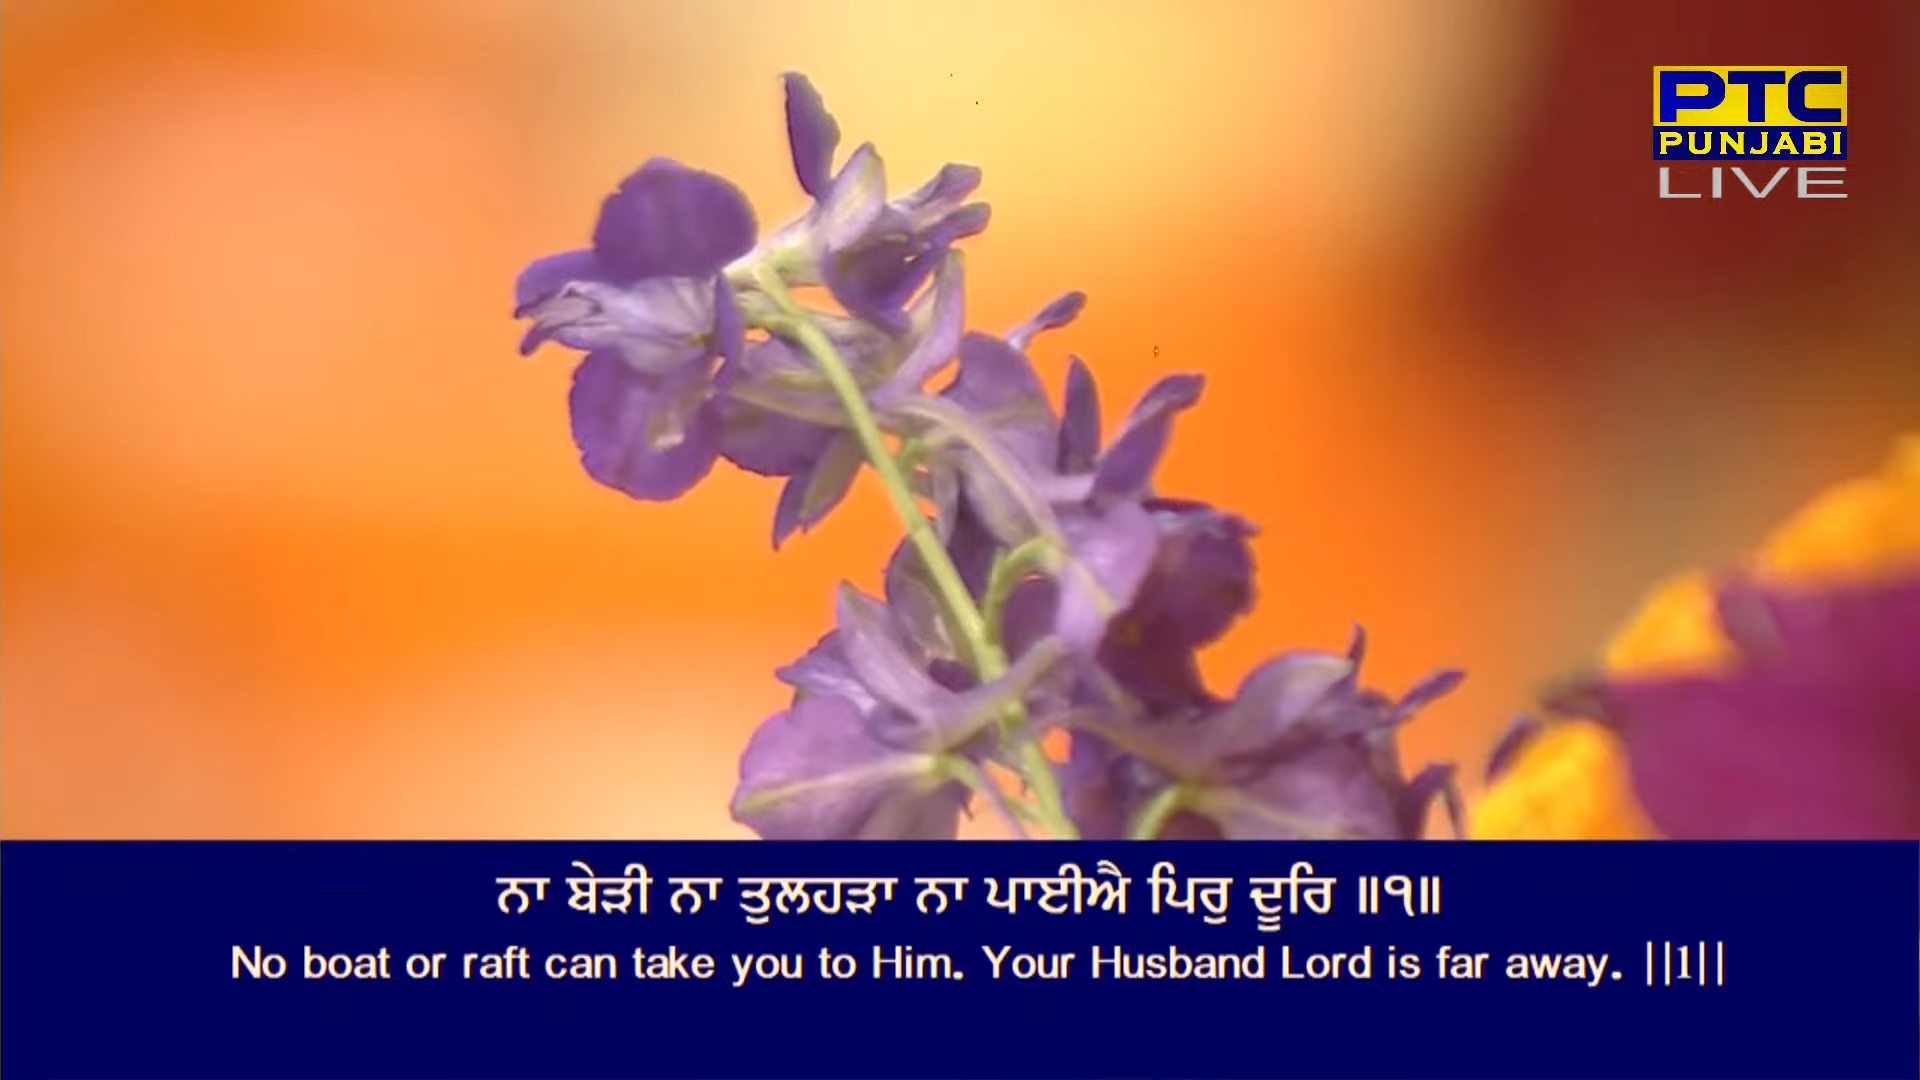 PTC
PUNJABI
LIVE
ਨਾ ਬੇੜੀ ਨਾ ਤੁਲਹੜਾ ਨਾ ਪਾਈਐ ਪਿਰੁ ਦੂਰਿ ॥੧॥
No boat or raft can take you to Him. Your Husband Lord is far away. ||1||